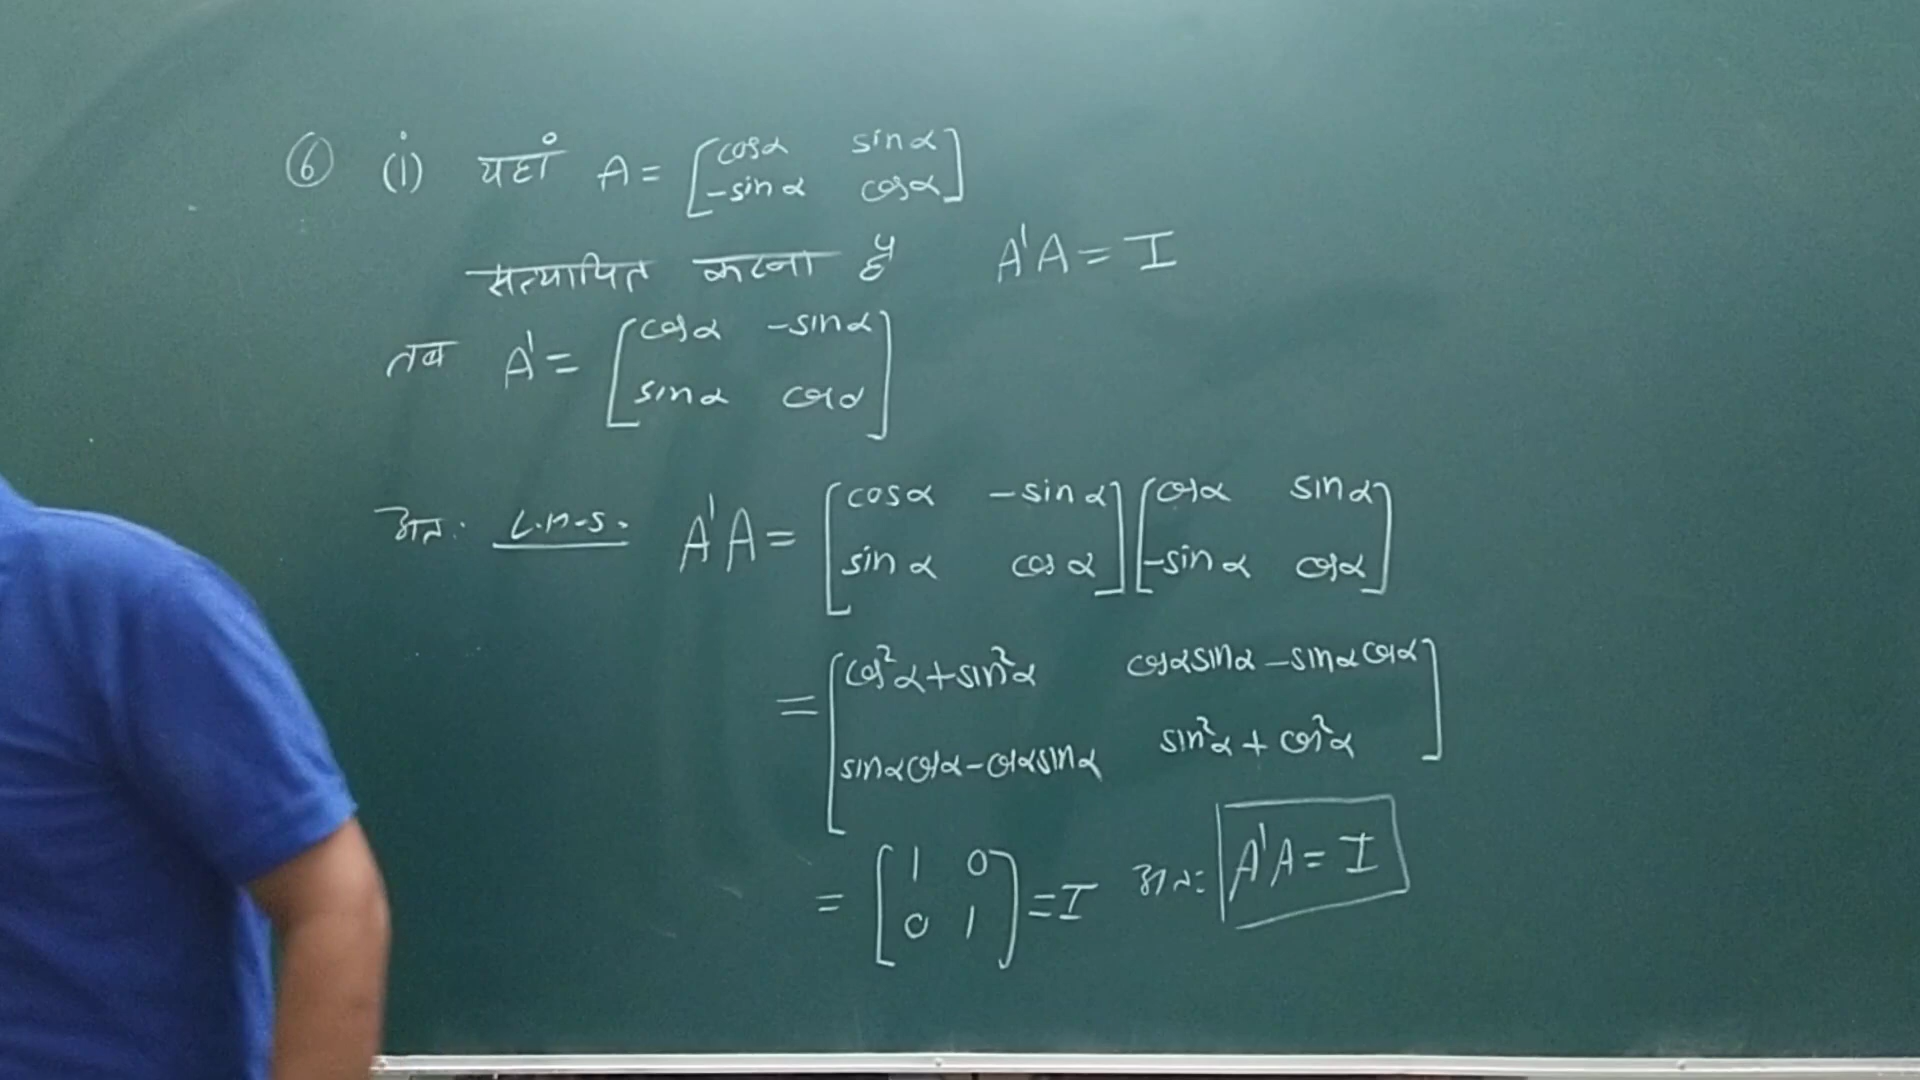 ⑥ (i) यहां A = [cosα sinα
-sinα cosα]
सत्यापित करना है A'A = I
तब A' = [cosα -sinα
sinα cosα]
अतः L.H.S. A'A = [cosα -sinα] [cosα sinα]
[sinα cosα] [-sinα cosα]
= [cos²α+sin²α cosαsinα-sinαcosα
sinαcosα-cosαsinα sin²α+cos²α]
= [1 0
0 1] = I अतः A'A = I